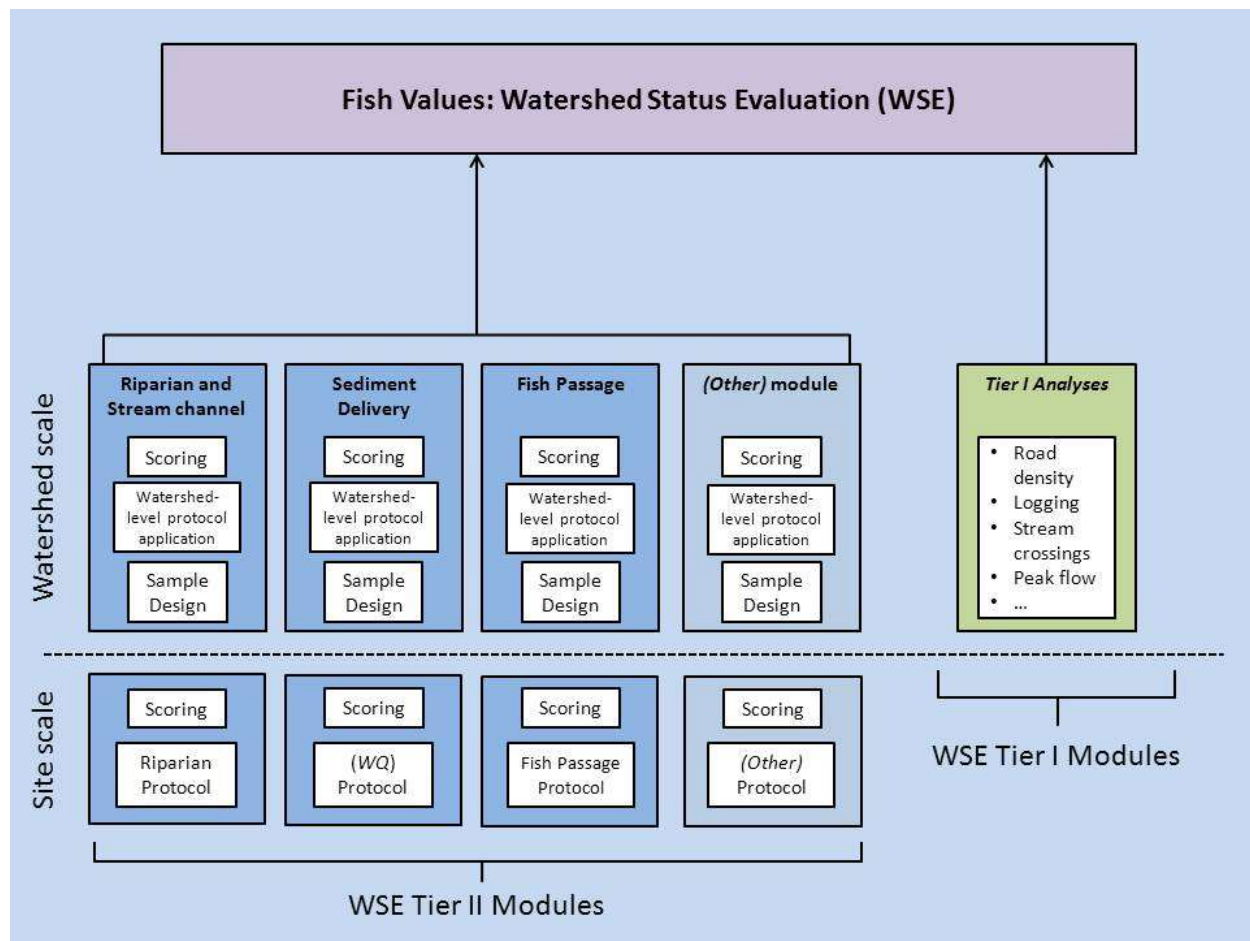 Fish Values: Watershed Status Evaluation (WSE)
Watershed scale
Riparian and
Stream channel
Scoring
Watershed-
level protocol
application
Sample
Design
Sediment
Delivery
Scoring
Watershed-
level protocol
application
Sample
Design
Fish Passage
Scoring
Watershed-
level protocol
application
Sample
Design
(Other) module
Scoring
Watershed-
level protocol
application
Sample
Design
Tier I Analyses
• Road
density
• Logging
• Stream
crossings
• Peak flow
• ...
Site scale
Scoring
Riparian
Protocol
Scoring
(WQ)
Protocol
Scoring
Fish Passage
Protocol
Scoring
(Other)
Protocol
WSE Tier I Modules
WSE Tier II Modules